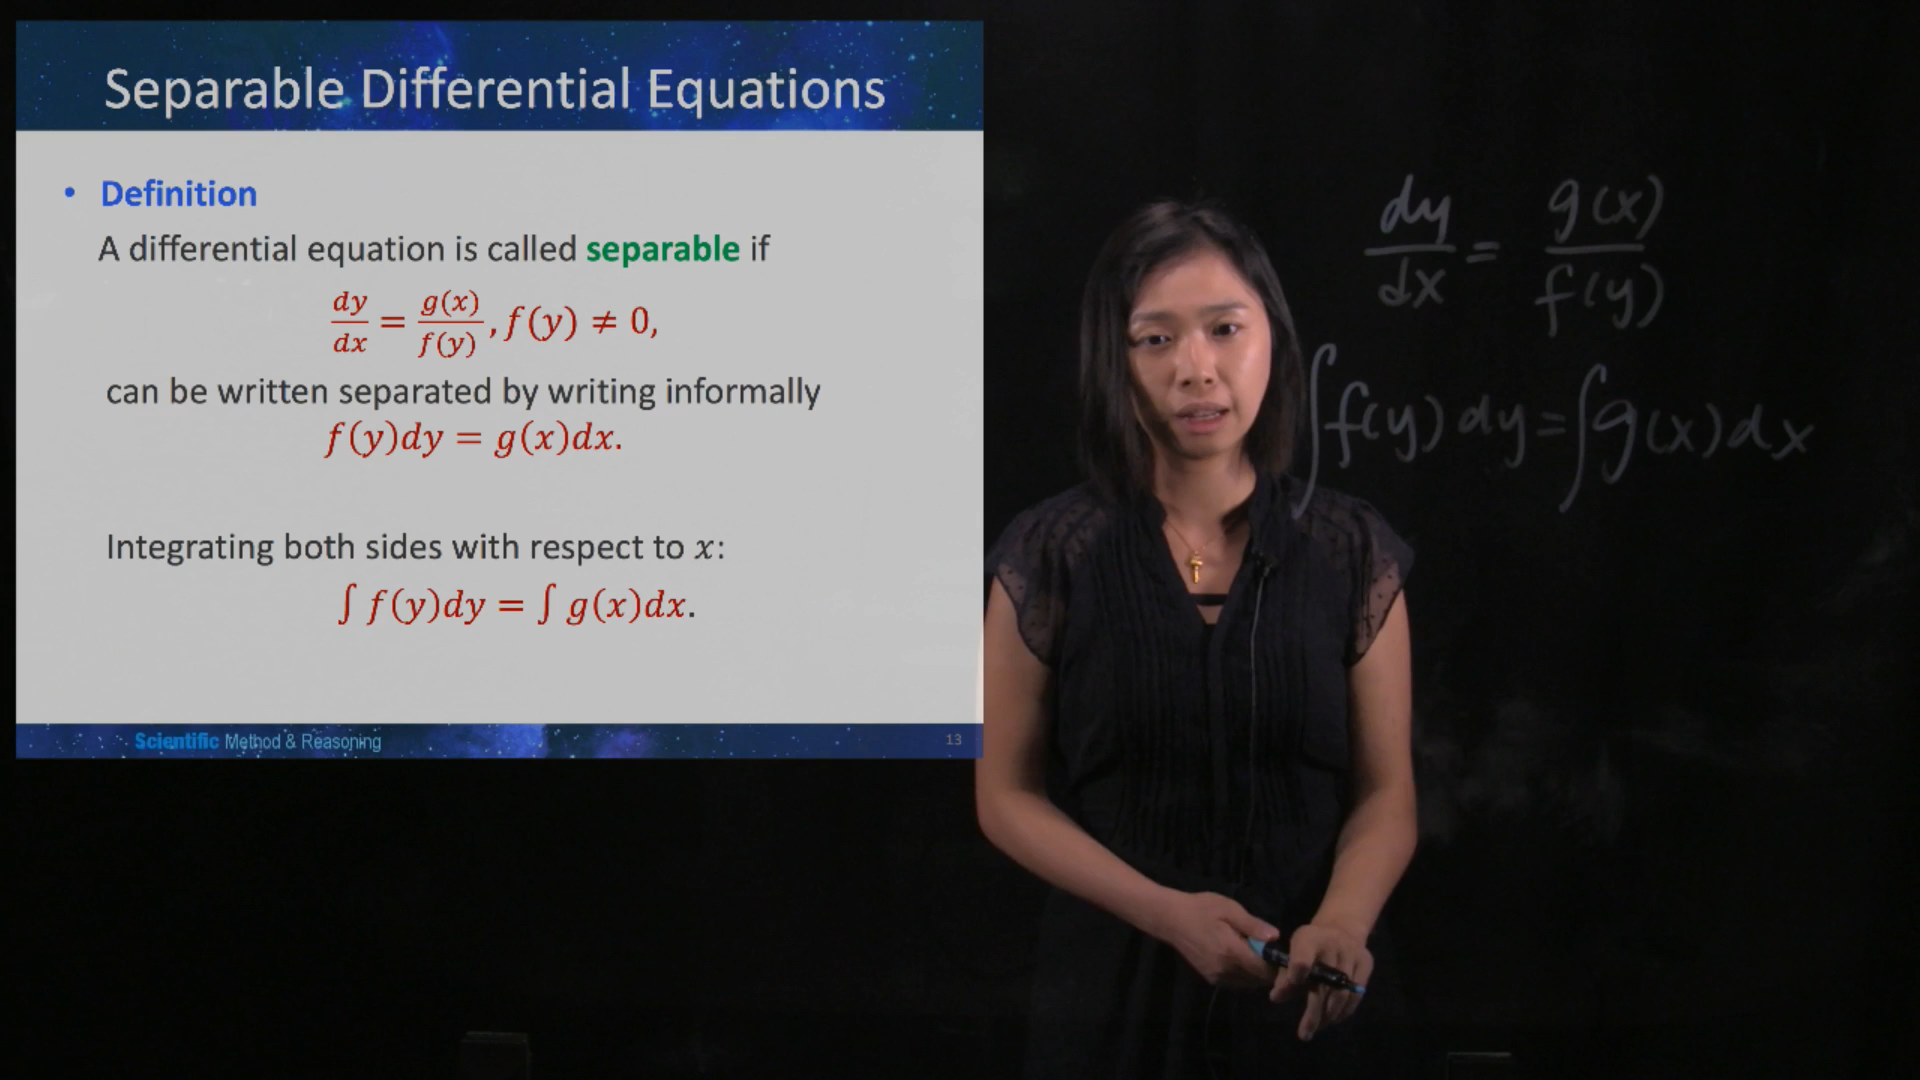 Separable Differential Equations
• Definition
A differential equation is called separable if
dy/dx = g(x)/f(y), f(y) ≠ 0,
can be written separated by writing informally
f(y)dy = g(x)dx.
Integrating both sides with respect to x:
∫ f(y)dy = ∫ g(x)dx.
Scientific Method & Reasoning
13
dy/dx = g(x)/f(y)
∫f(y)dy=∫g(x)dx